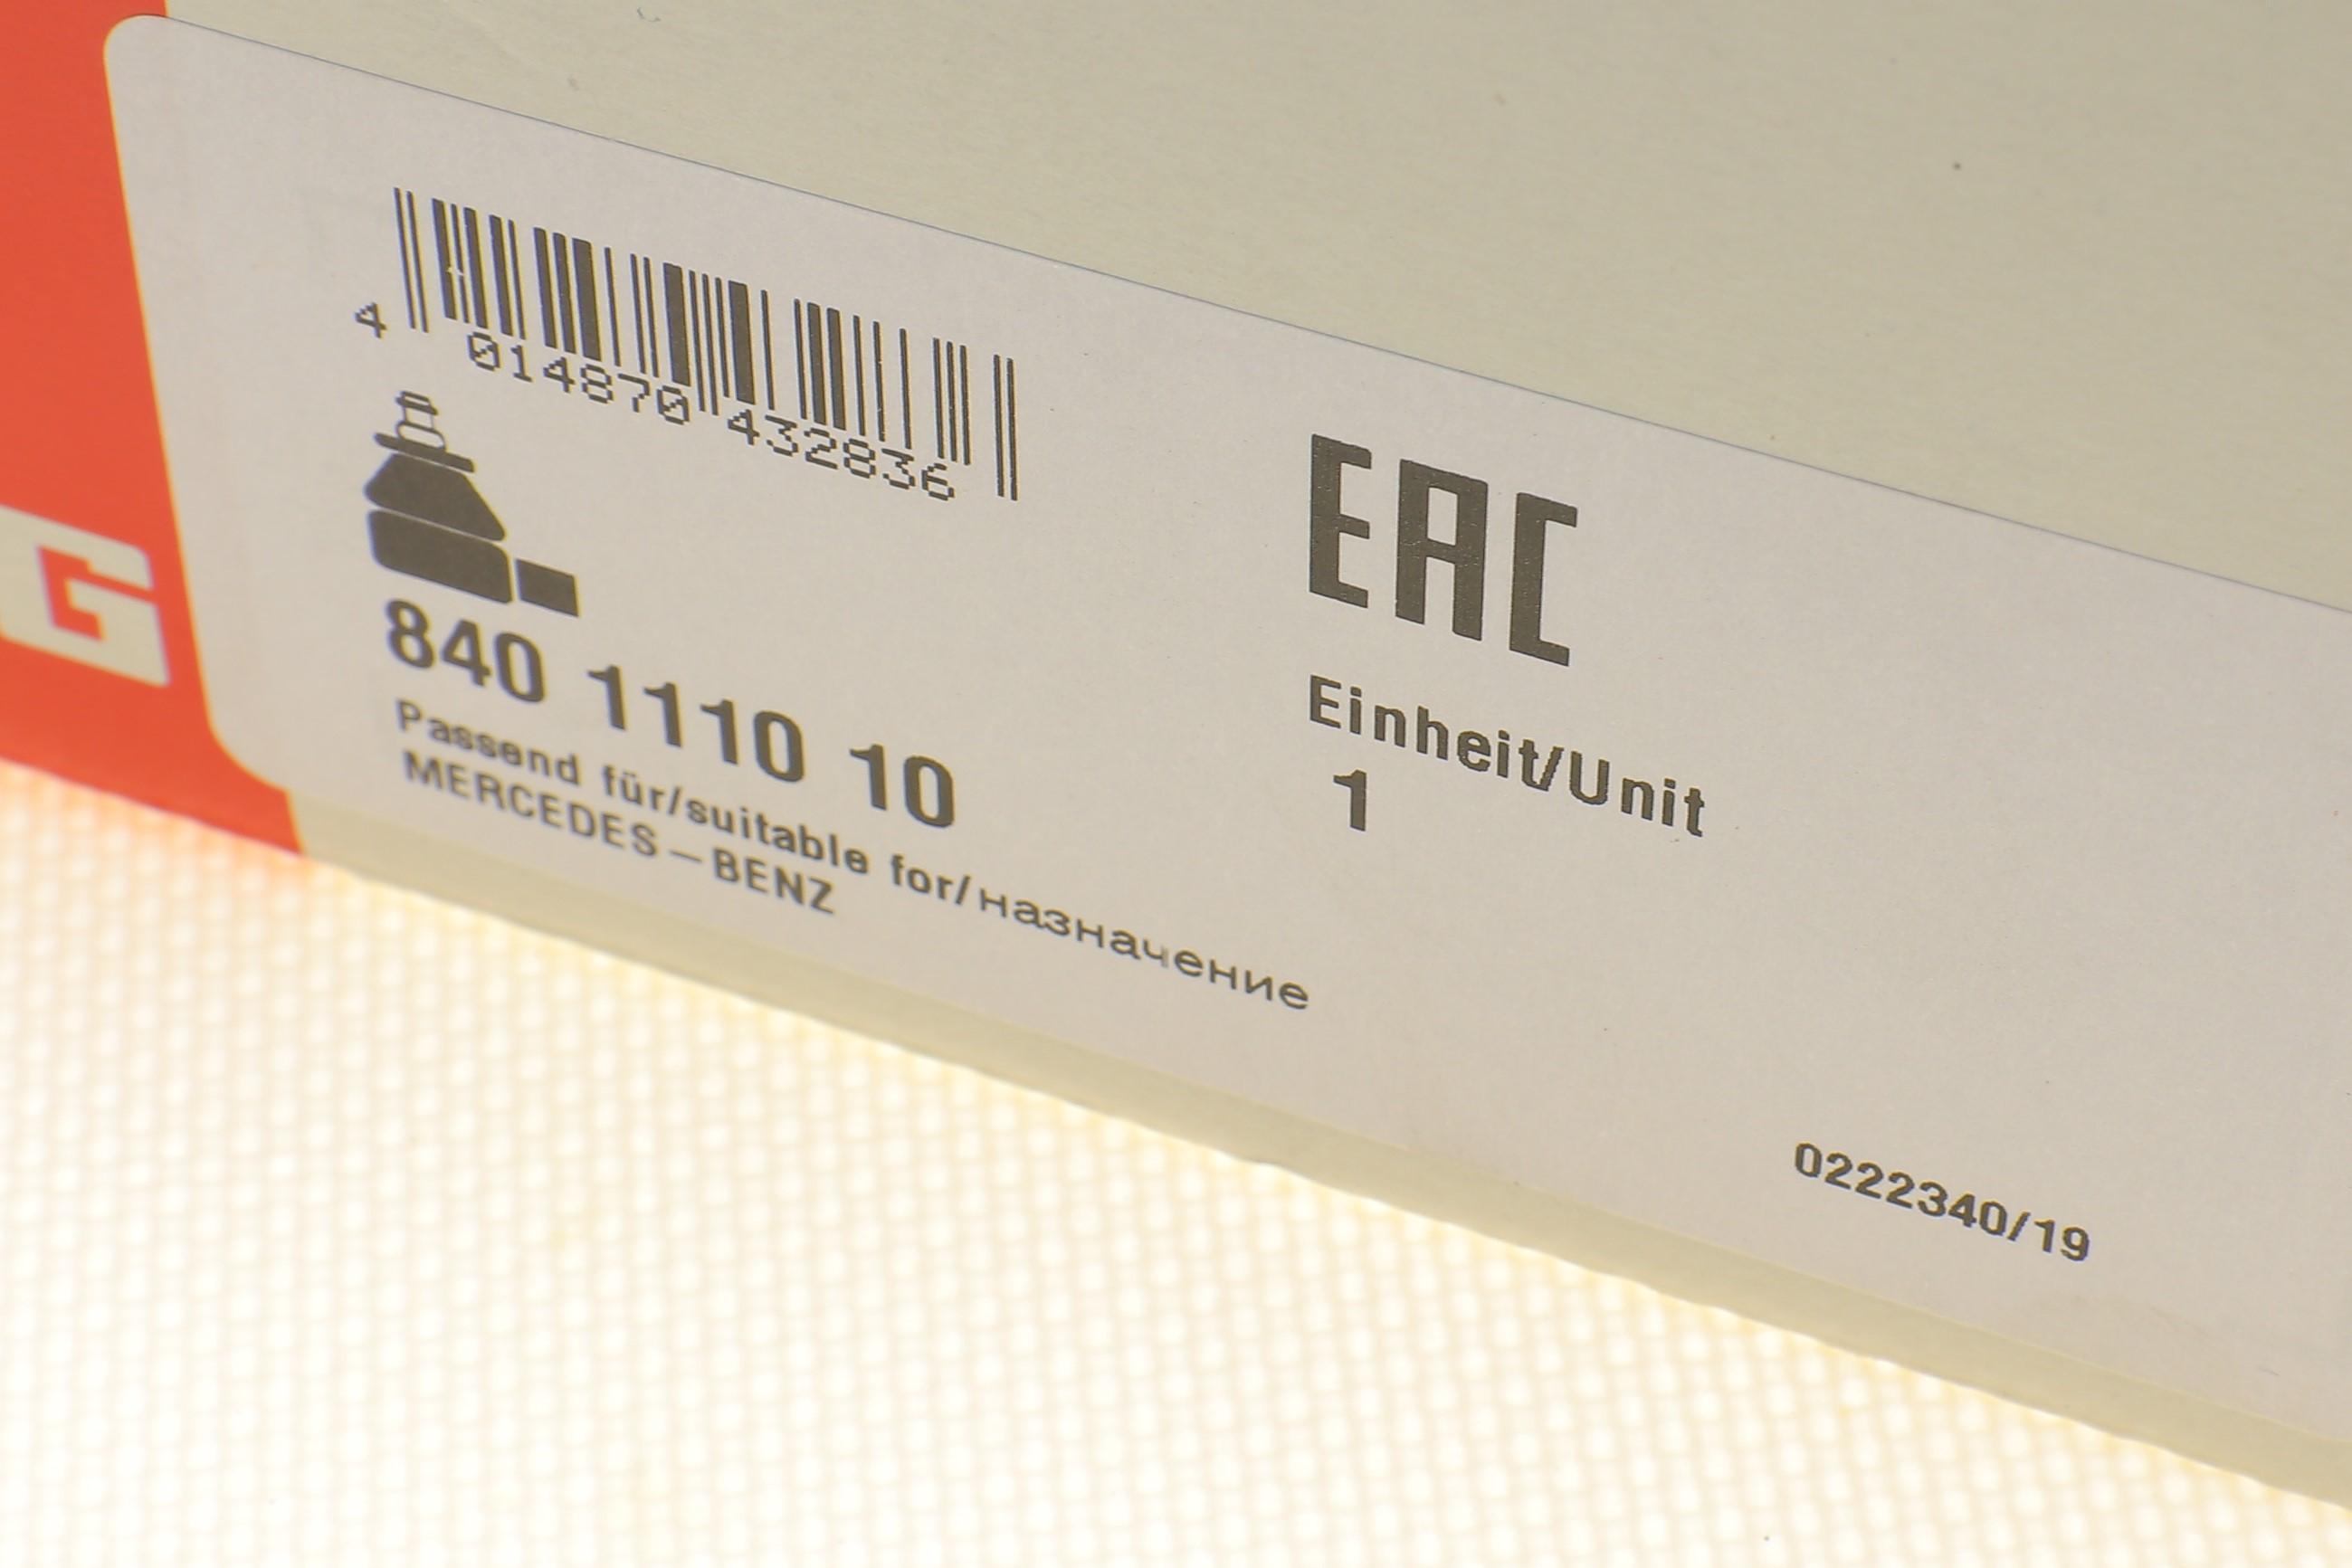 G
4 014870 432836
EAC
840 1110 10
Einheit/Unit
1
Passend für/suitable for/назначение
MERCEDES – BENZ
0222340/19